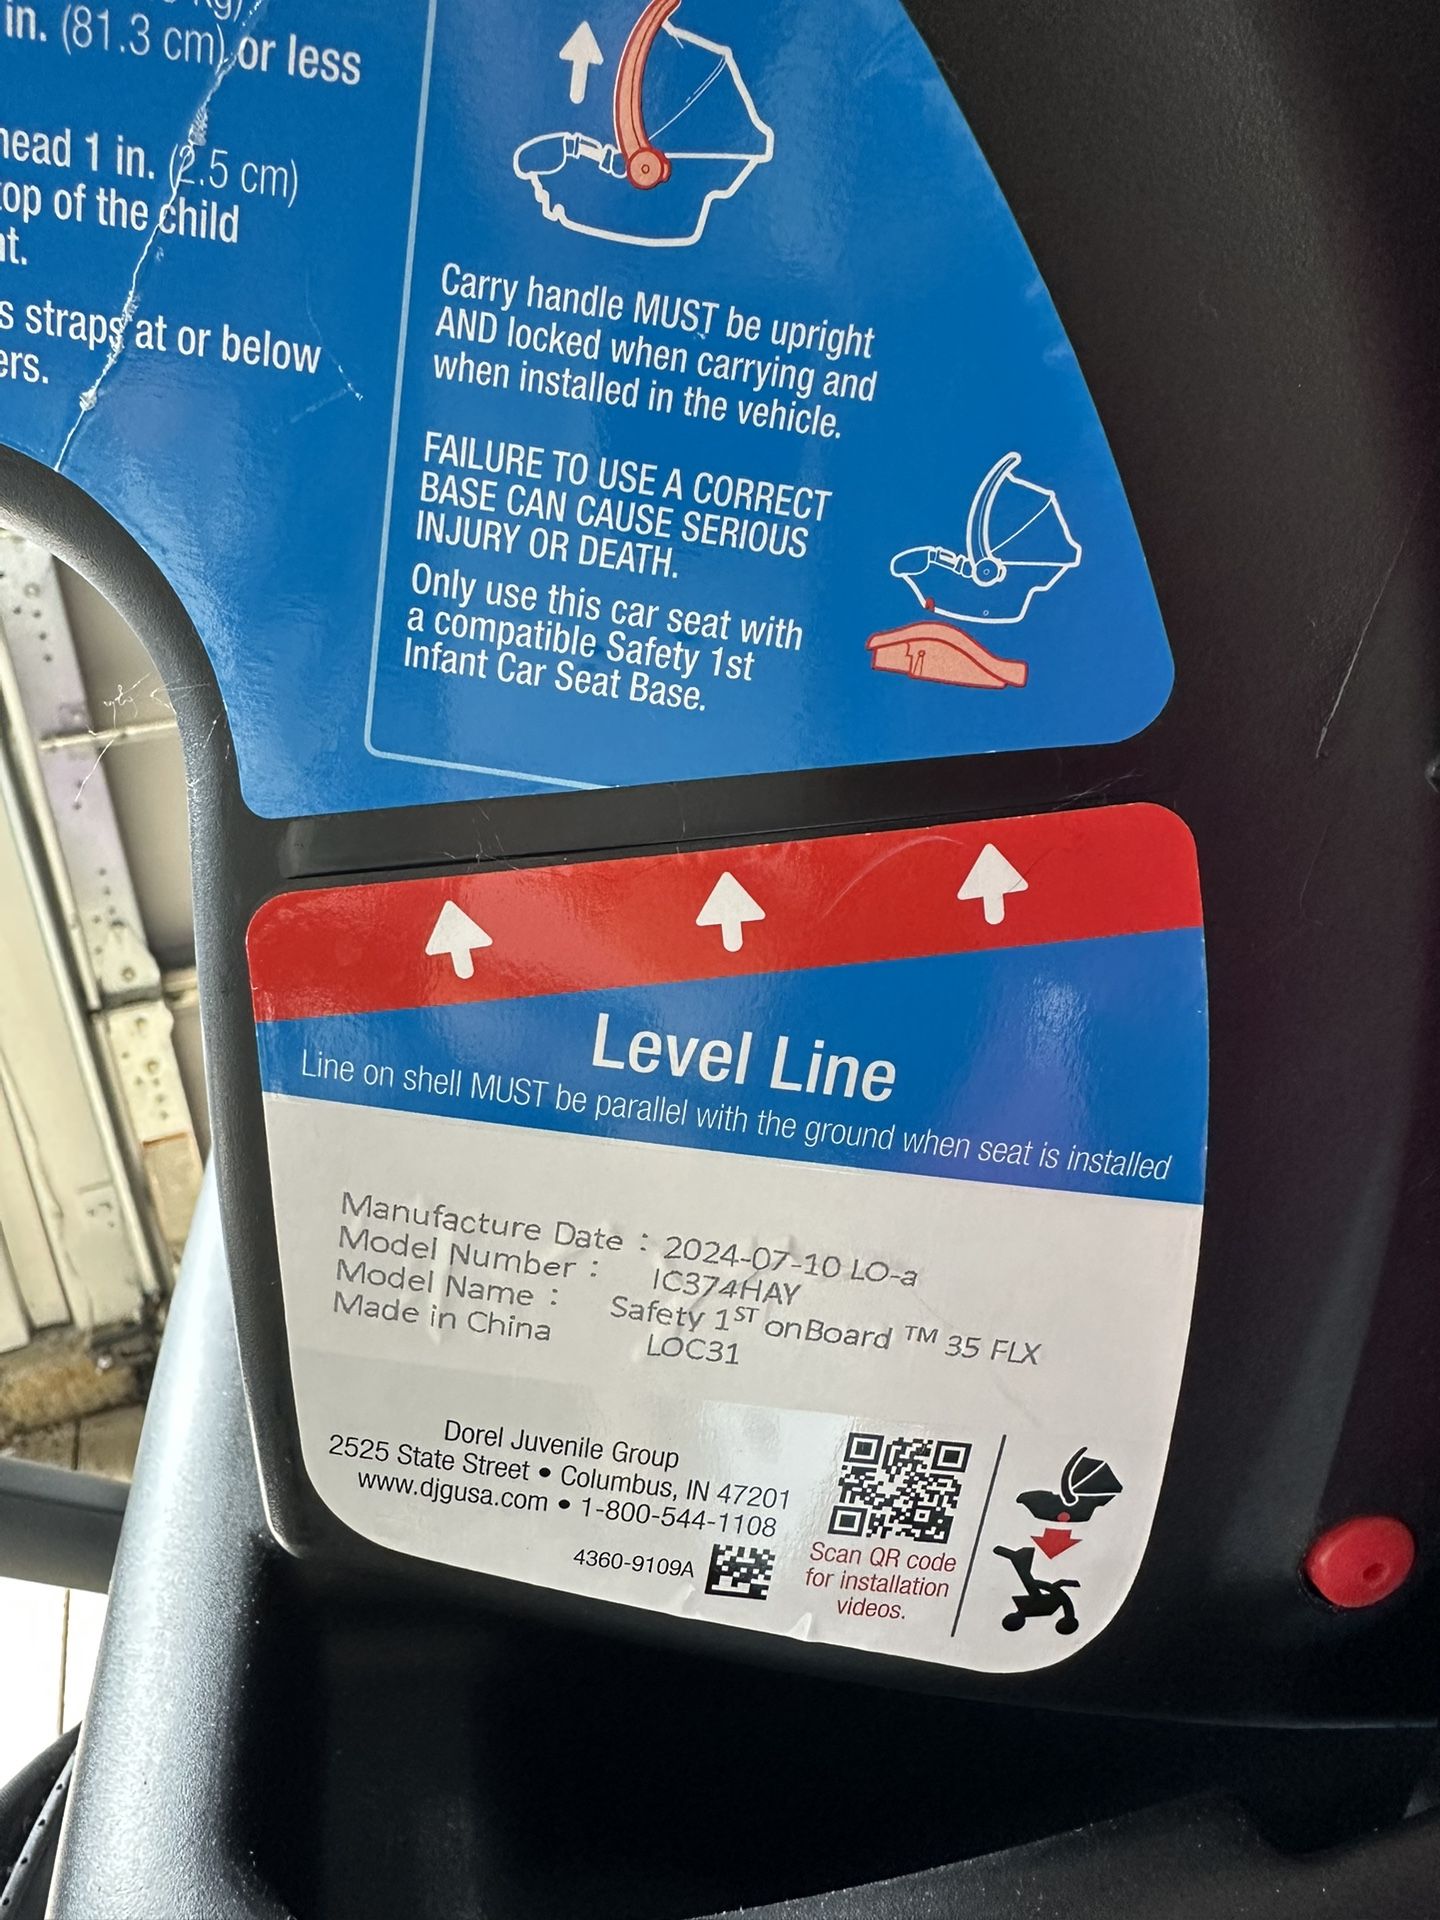 in. (81.3 cm) or less
head 1 in. (2.5 cm)
top of the child
straps at or below
Carry handle MUST be upright
AND locked when carrying and
when installed in the vehicle.
FAILURE TO USE A CORRECT
BASE CAN CAUSE SERIOUS
INJURY OR DEATH.
Only use this car seat with
a compatible Safety 1st
Infant Car Seat Base.
Level Line
Line on shell MUST be parallel with the ground when seat is installed
Manufacture Date : 2024-07-10 LO-a
Model Number : IC374HAY
Model Name : Safety 1ST onBoard ™ 35 FLX
Made in China LOC31
Dorel Juvenile Group
2525 State Street • Columbus, IN 47201
www.djgusa.com • 1-800-544-1108
4360-9109A
Scan QR code
for installation
videos.